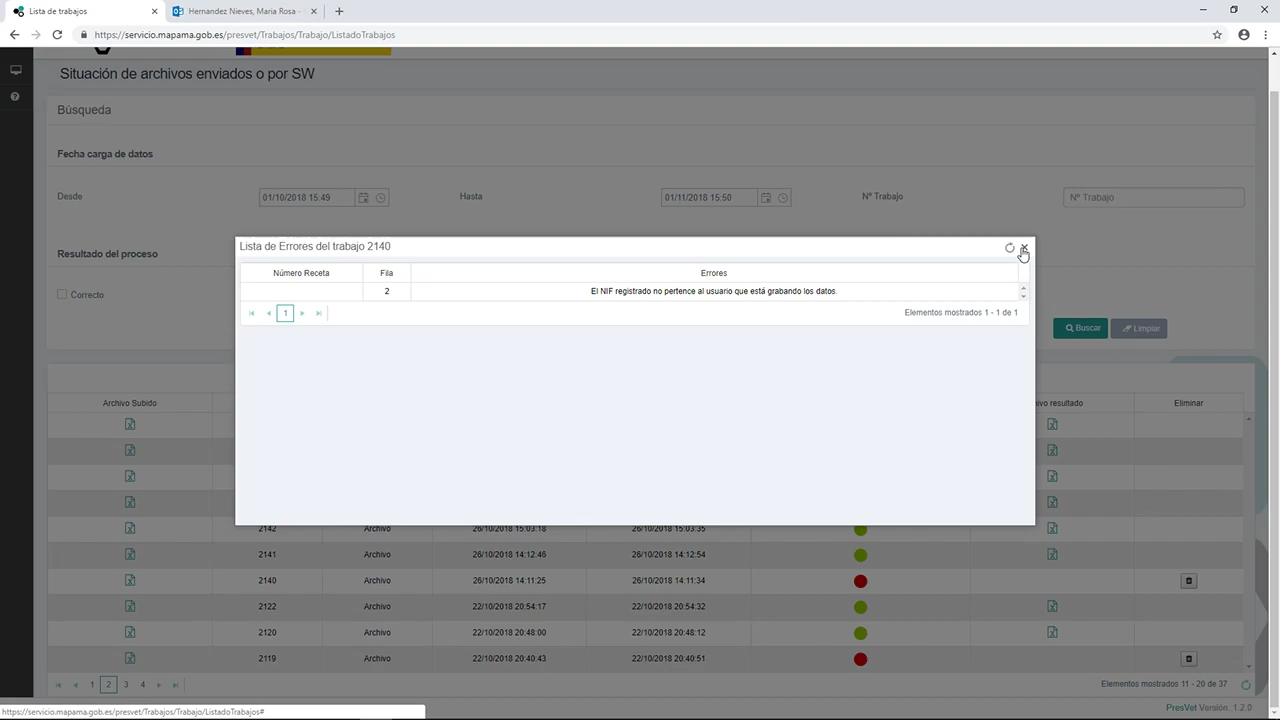 Lista de trabajos
Hernandez Nieves, Maria Rosa -
https://servicio.mapama.gob.es/presvet/Trabajos/Trabajo/ListadoTrabajos
Situación de archivos enviados o por SW
Búsqueda
Fecha carga de datos
Desde 01/10/2018 15:49 Hasta 01/11/2018 15:50 Nº Trabajo Nº Trabajo
Lista de Errores del trabajo 2140
Resultado del proceso
Número Receta Fila Errores
2 El NIF registrado no pertence al usuario que está grabando los datos.
Correcto
1 Elementos mostrados 1 - 1 de 1
Buscar Limpiar
Archivo Subido resultado Eliminar
2142 Archivo 26/10/2018 15:03:18 26/10/2018 15:03:35
2141 Archivo 26/10/2018 14:12:46 26/10/2018 14:12:54
2140 Archivo 26/10/2018 14:11:25 26/10/2018 14:11:34
2122 Archivo 22/10/2018 20:54:17 22/10/2018 20:54:32
2120 Archivo 22/10/2018 20:48:00 22/10/2018 20:48:12
2119 Archivo 22/10/2018 20:40:43 22/10/2018 20:40:51
1 2 3 4 Elementos mostrados 11 - 20 de 37
PresVet Versión. 1.2.0
https://servicio.mapama.gob.es/presvet/Trabajos/Trabajo/ListadoTrabajos#